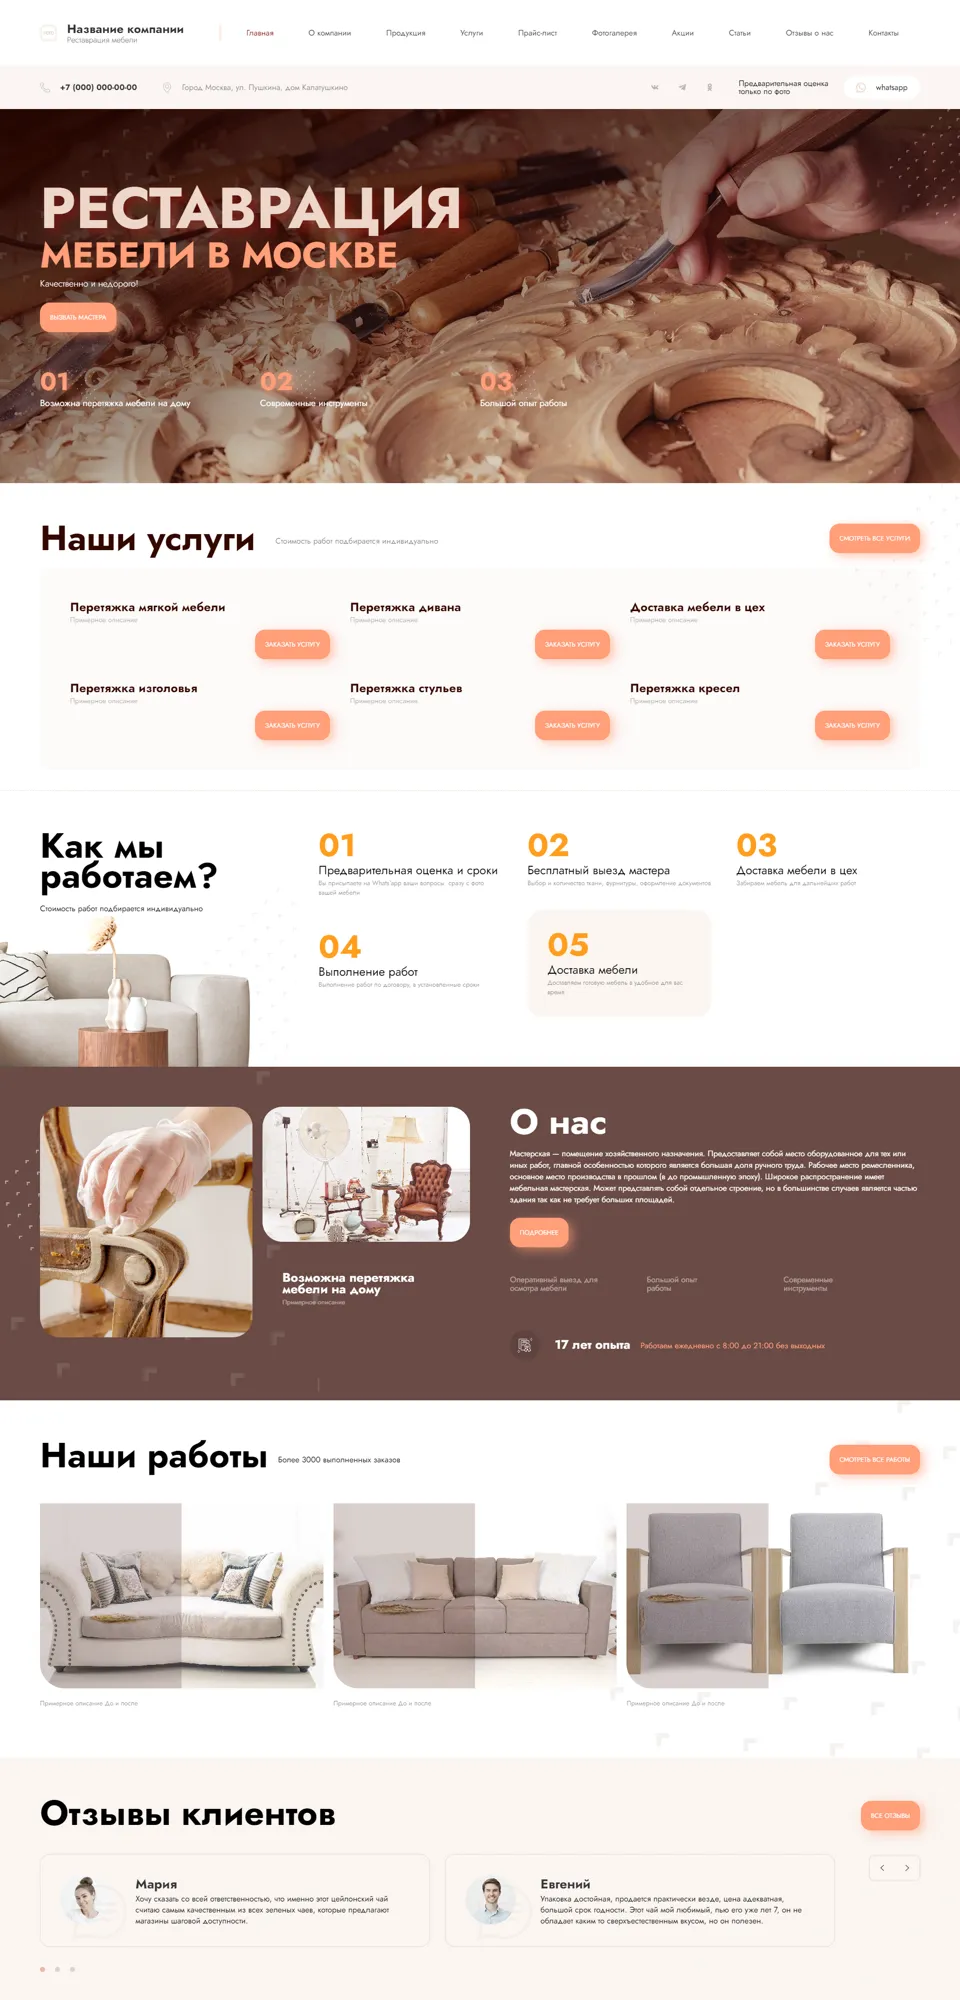 Название компании
Реставрация мебели
Главная
О компании
Продукция
Услуги
Прайс-лист
Фотогалерея
Акции
Статьи
Отзывы о нас
Контакты
+7 (000) 000-00-00
Город Москва, ул. Пушкина, дом Калатушкино
Предварительная оценка
только по фото
whatsapp
РЕСТАВРАЦИЯ
МЕБЕЛИ В МОСКВЕ
Качественно и недорого!
ВЫЗВАТЬ МАСТЕРА
01
Возможна перетяжка мебели на дому
02
Современные инструменты
03
Большой опыт работы
Наши услуги
Стоимость работ подбирается индивидуально
СМОТРЕТЬ ВСЕ УСЛУГИ
Перетяжка мягкой мебели
Примерное описание
ЗАКАЗАТЬ УСЛУГУ
Перетяжка дивана
Примерное описание
ЗАКАЗАТЬ УСЛУГУ
Доставка мебели в цех
Примерное описание
ЗАКАЗАТЬ УСЛУГУ
Перетяжка изголовья
Примерное описание
ЗАКАЗАТЬ УСЛУГУ
Перетяжка стульев
Примерное описание
ЗАКАЗАТЬ УСЛУГУ
Перетяжка кресел
Примерное описание
ЗАКАЗАТЬ УСЛУГУ
Как мы
работаем?
Стоимость работ подбирается индивидуально
01
Предварительная оценка и сроки
Вы присылаете на Whats'app ваши вопросы сразу с фото
вашей мебели
02
Бесплатный выезд мастера
Выбор и количество ткани, фурнитуры, оформление документов
03
Доставка мебели в цех
Забираем мебель для дальнейших работ
04
Выполнение работ
Выполнение работ по договору, в установленные сроки
05
Доставка мебели
Доставляем готовую мебель в удобное для вас
время
Возможна перетяжка
мебели на дому
Примерное описание
О нас
Мастерская — помещение хозяйственного назначения. Предоставляет собой место оборудованное для тех или
иных работ, главной особенностью которого является большая доля ручного труда. Рабочее место ремесленника,
основное место производства в прошлом (в до промышленную эпоху). Широкое распространение имеет
мебельная мастерская. Может представлять собой отдельное строение, но в большинстве случаев является частью
здания так как не требует больших площадей.
ПОДРОБНЕЕ
Оперативный выезд для
осмотра мебели
Большой опыт
работы
Современные
инструменты
17 лет опыта
Работаем ежедневно с 8:00 до 21:00 без выходных
Наши работы
Более 3000 выполненных заказов
СМОТРЕТЬ ВСЕ РАБОТЫ
Примерное описание До и после
Примерное описание До и после
Примерное описание До и после
Отзывы клиентов
ВСЕ ОТЗЫВЫ
Мария
Хочу сказать со всей ответственностью, что именно этот цейлонский чай
считаю самым качественным из всех зеленых чаев, которые предлагают
магазины шаговой доступности.
Евгений
Упаковка достойная, продается практически везде, цена адекватная,
большой срок годности. Этот чай мой любимый, пью его уже лет 7, он не
обладает каким то сверхъестественным вкусом, но он полезен.